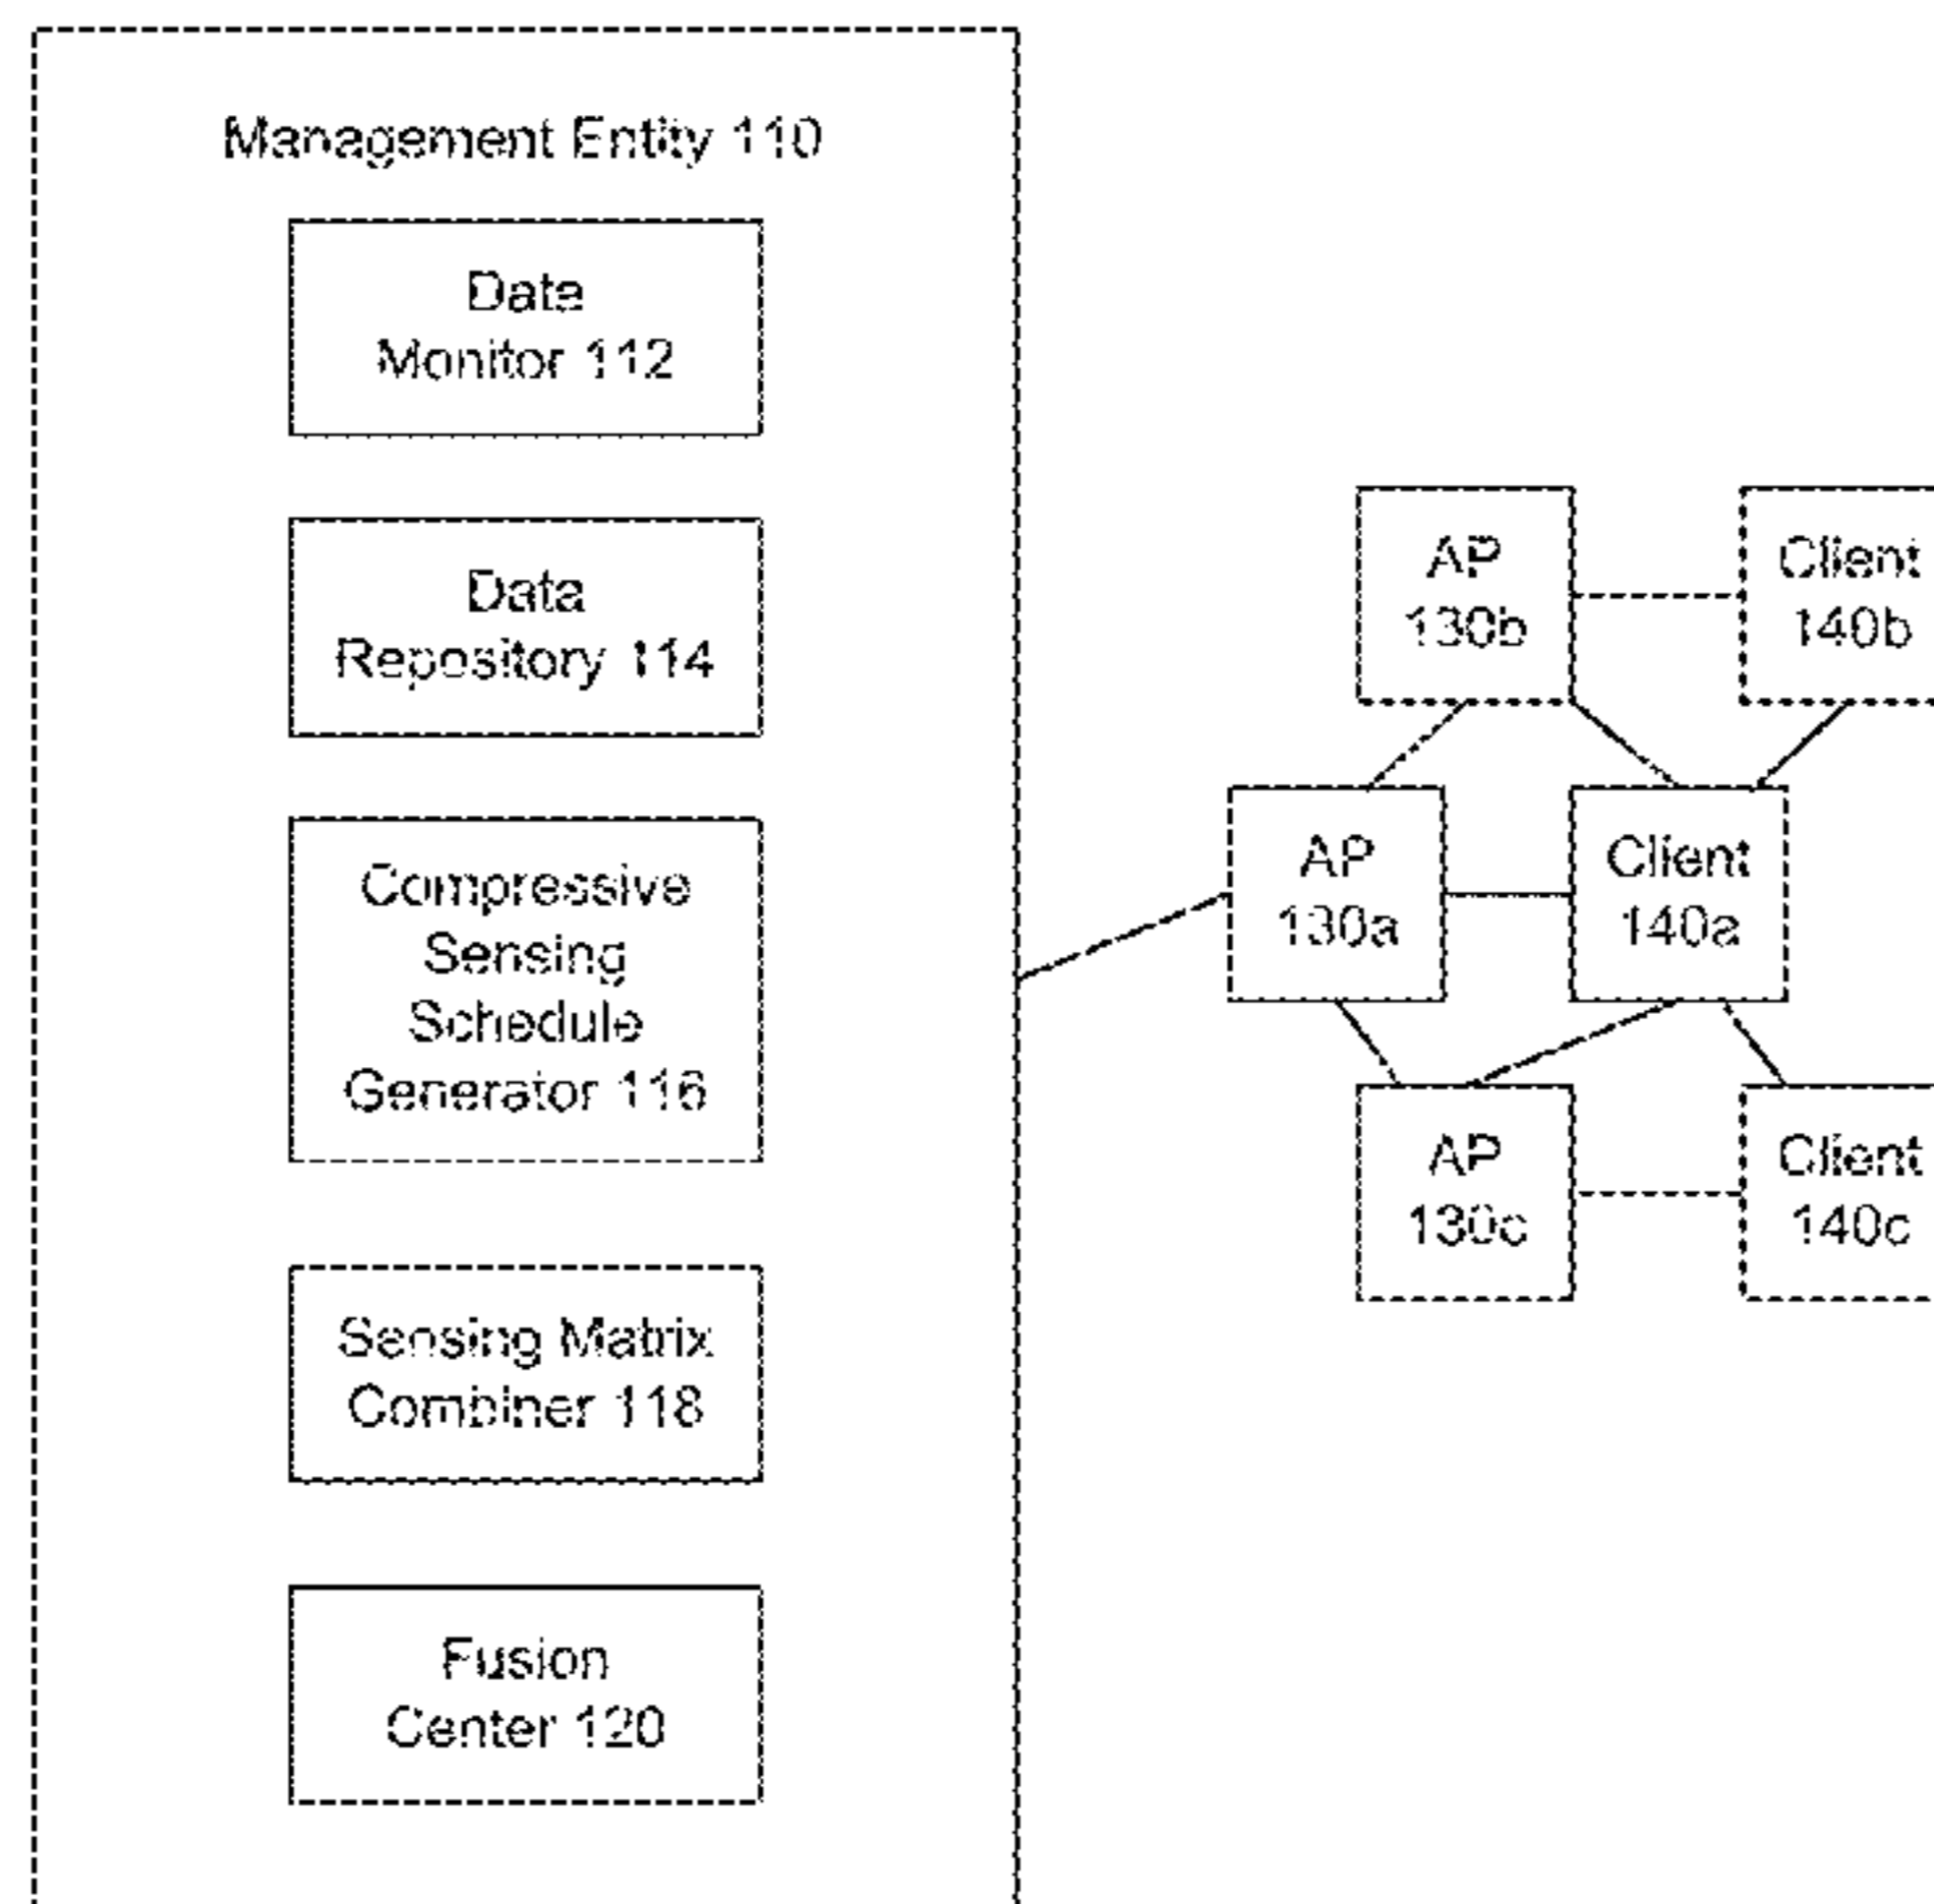 Management Entity 110
Data
Monitor 112
Data
Repository 114
Compressive
Sensing
Schedule
Generator 116
Sensing Matrix
Combiner 118
Fusion
Center 120
AP
130b
Client
140b
AP
130a
Client
140a
AP
130c
Client
140c